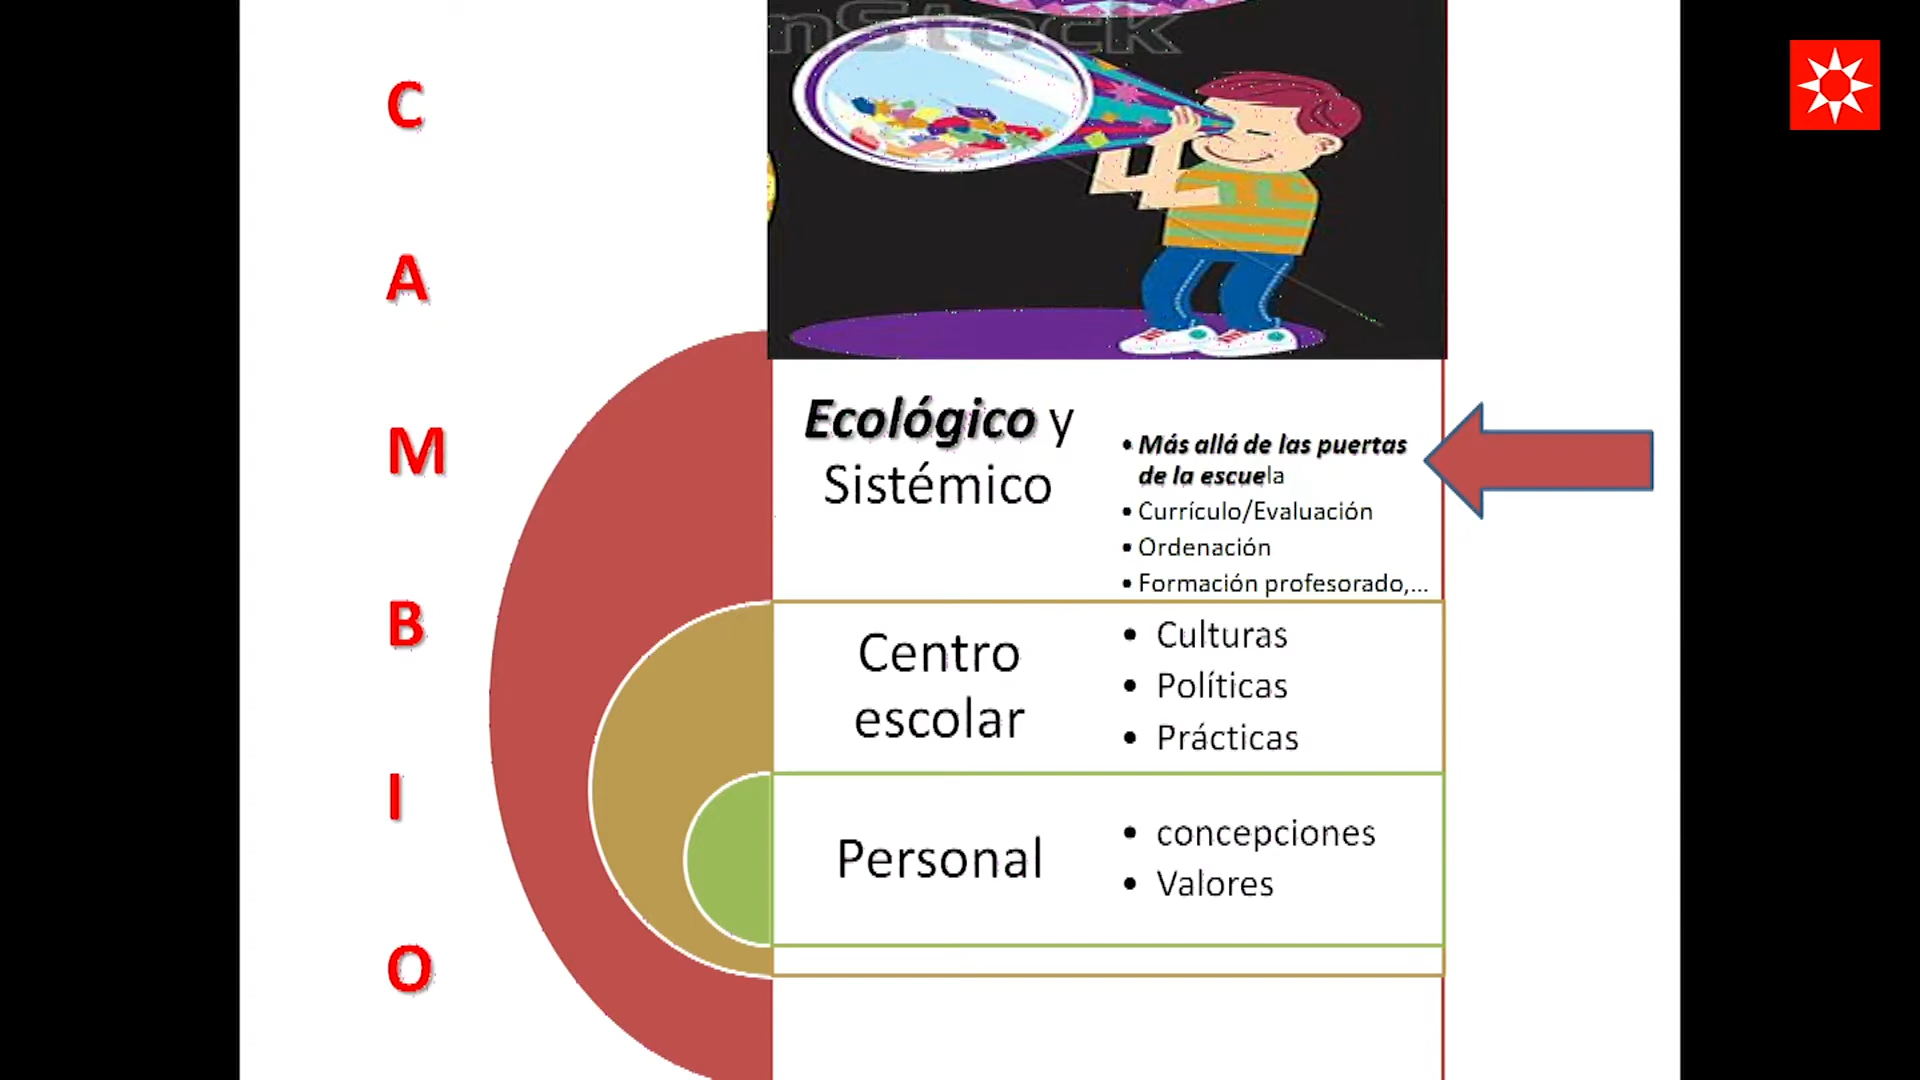 nStock
C
A
M
B
I
O
Ecológico y
Sistémico
• Más allá de las puertas
de la escuela
• Currículo/Evaluación
• Ordenación
• Formación profesorado,...
Centro
escolar
• Culturas
• Políticas
• Prácticas
Personal
• concepciones
• Valores